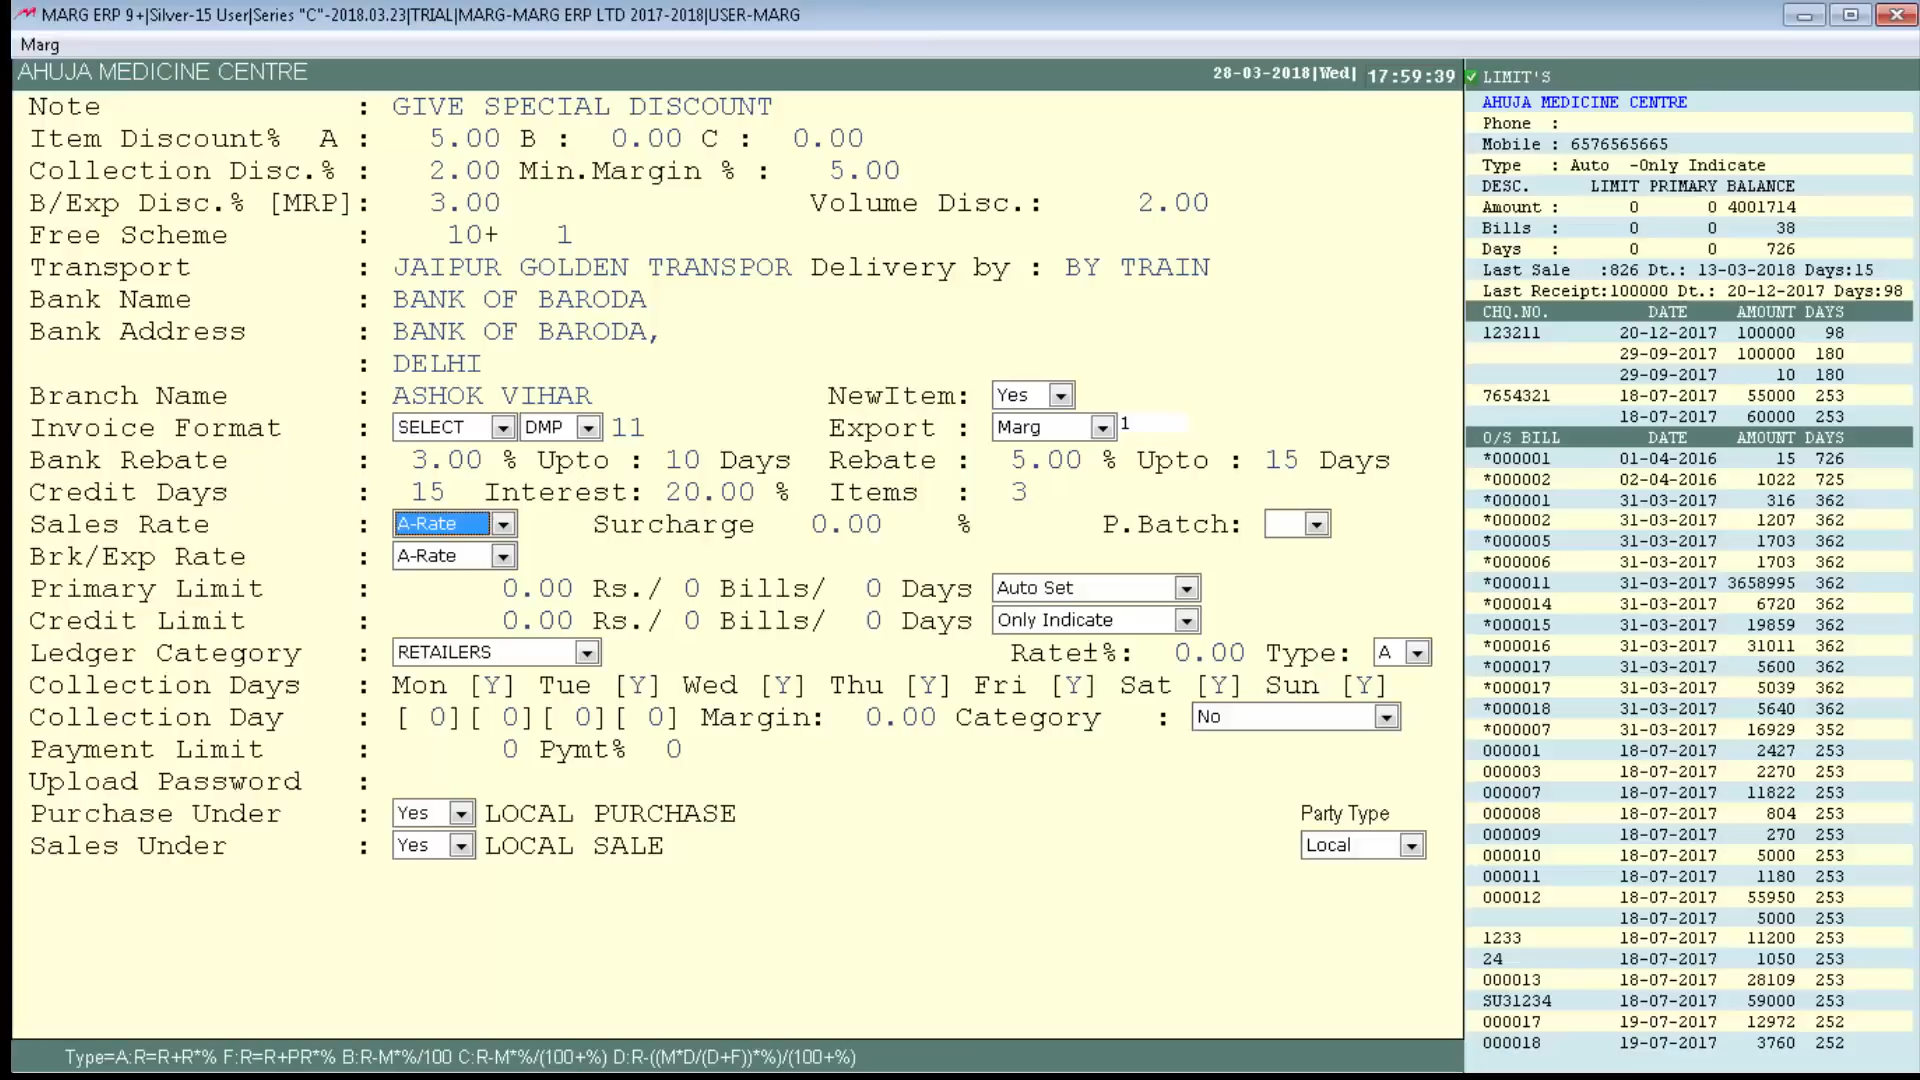 MARG ERP 9+|Silver-15 User|Series "C"-2018.03.23|TRIAL|MARG-MARG ERP LTD 2017-2018|USER-MARG
Marg
AHUJA MEDICINE CENTRE 28-03-2018|Wed| 17:59:39
Note : GIVE SPECIAL DISCOUNT
Item Discount% A : 5.00 B : 0.00 C : 0.00
Collection Disc.% : 2.00 Min.Margin % : 5.00
B/Exp Disc.% [MRP]: 3.00 Volume Disc.: 2.00
Free Scheme : 10+ 1
Transport : JAIPUR GOLDEN TRANSPOR Delivery by : BY TRAIN
Bank Name : BANK OF BARODA
Bank Address : BANK OF BARODA,
: DELHI
Branch Name : ASHOK VIHAR NewItem: Yes
Invoice Format : SELECT DMP 11 Export : Marg 1
Bank Rebate : 3.00 % Upto : 10 Days Rebate : 5.00 % Upto : 15 Days
Credit Days : 15 Interest: 20.00 % Items : 3
Sales Rate : A-Rate Surcharge 0.00 % P.Batch:
Brk/Exp Rate : A-Rate
Primary Limit : 0.00 Rs./ 0 Bills/ 0 Days Auto Set
Credit Limit : 0.00 Rs./ 0 Bills/ 0 Days Only Indicate
Ledger Category : RETAILERS Rate±%: 0.00 Type: A
Collection Days : Mon [Y] Tue [Y] Wed [Y] Thu [Y] Fri [Y] Sat [Y] Sun [Y]
Collection Day : [ 0][ 0][ 0][ 0] Margin: 0.00 Category : No
Payment Limit : 0 Pymt% 0
Upload Password :
Purchase Under : Yes LOCAL PURCHASE Party Type
Sales Under : Yes LOCAL SALE Local
Type=A:R=R+R*% F:R=R+PR*% B:R-M*%/100 C:R-M*%/(100+%) D:R-((M*D/(D+F))*%)/(100+%)
LIMIT'S
AHUJA MEDICINE CENTRE
Phone :
Mobile : 6576565665
Type : Auto -Only Indicate
DESC. LIMIT PRIMARY BALANCE
Amount : 0 0 4001714
Bills : 0 0 38
Days : 0 0 726
Last Sale :826 Dt.: 13-03-2018 Days:15
Last Receipt:100000 Dt.: 20-12-2017 Days:98
CHQ.NO. DATE AMOUNT DAYS
123211 20-12-2017 100000 98
29-09-2017 100000 180
29-09-2017 10 180
7654321 18-07-2017 55000 253
18-07-2017 60000 253
O/S BILL DATE AMOUNT DAYS
*000001 01-04-2016 15 726
*000002 02-04-2016 1022 725
*000001 31-03-2017 316 362
*000002 31-03-2017 1207 362
*000005 31-03-2017 1703 362
*000006 31-03-2017 1703 362
*000011 31-03-2017 3658995 362
*000014 31-03-2017 6720 362
*000015 31-03-2017 19859 362
*000016 31-03-2017 31011 362
*000017 31-03-2017 5600 362
*000017 31-03-2017 5039 362
*000018 31-03-2017 5640 362
*000007 31-03-2017 16929 352
000001 18-07-2017 2427 253
000003 18-07-2017 2270 253
000007 18-07-2017 11822 253
000008 18-07-2017 804 253
000009 18-07-2017 270 253
000010 18-07-2017 5000 253
000011 18-07-2017 1180 253
000012 18-07-2017 55950 253
18-07-2017 5000 253
1233 18-07-2017 11200 253
24 18-07-2017 1050 253
000013 18-07-2017 28109 253
SU31234 18-07-2017 59000 253
000017 19-07-2017 12972 252
000018 19-07-2017 3760 252